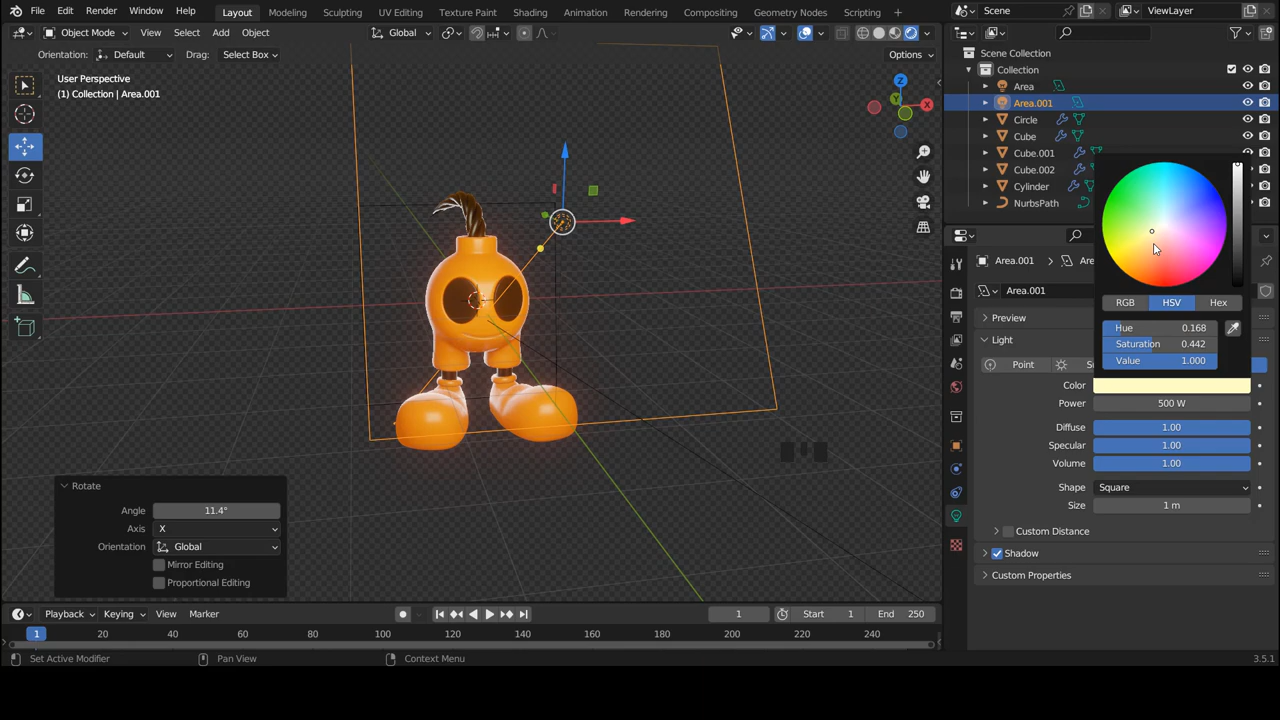 File Edit Render Window Help Layout Modeling Sculpting UV Editing Texture Paint Shading Animation Rendering Compositing Geometry Nodes Scripting + Scene ViewLayer
Object Mode View Select Add Object Global
Orientation: Default Drag: Select Box Options
User Perspective
(1) Collection | Area.001
Z
X
Y
Scene Collection
Collection
Area
Area.001
Circle
Cube
Cube.001
Cube.002
Cylinder
NurbsPath
Area.001
Area.001
Preview
Light
Point
Color
Power 500 W
Diffuse 1.00
Specular 1.00
Volume 1.00
Shape Square
Size 1 m
Custom Distance
Shadow
Custom Properties
RGB HSV Hex
Hue 0.168
Saturation 0.442
Value 1.000
Rotate
Angle 11.4°
Axis X
Orientation Global
Mirror Editing
Proportional Editing
Playback Keying View Marker 1 Start 1 End 250
1 20 40 60 80 100 120 140 160 180 200 220 240
Set Active Modifier Pan View Context Menu 3.5.1